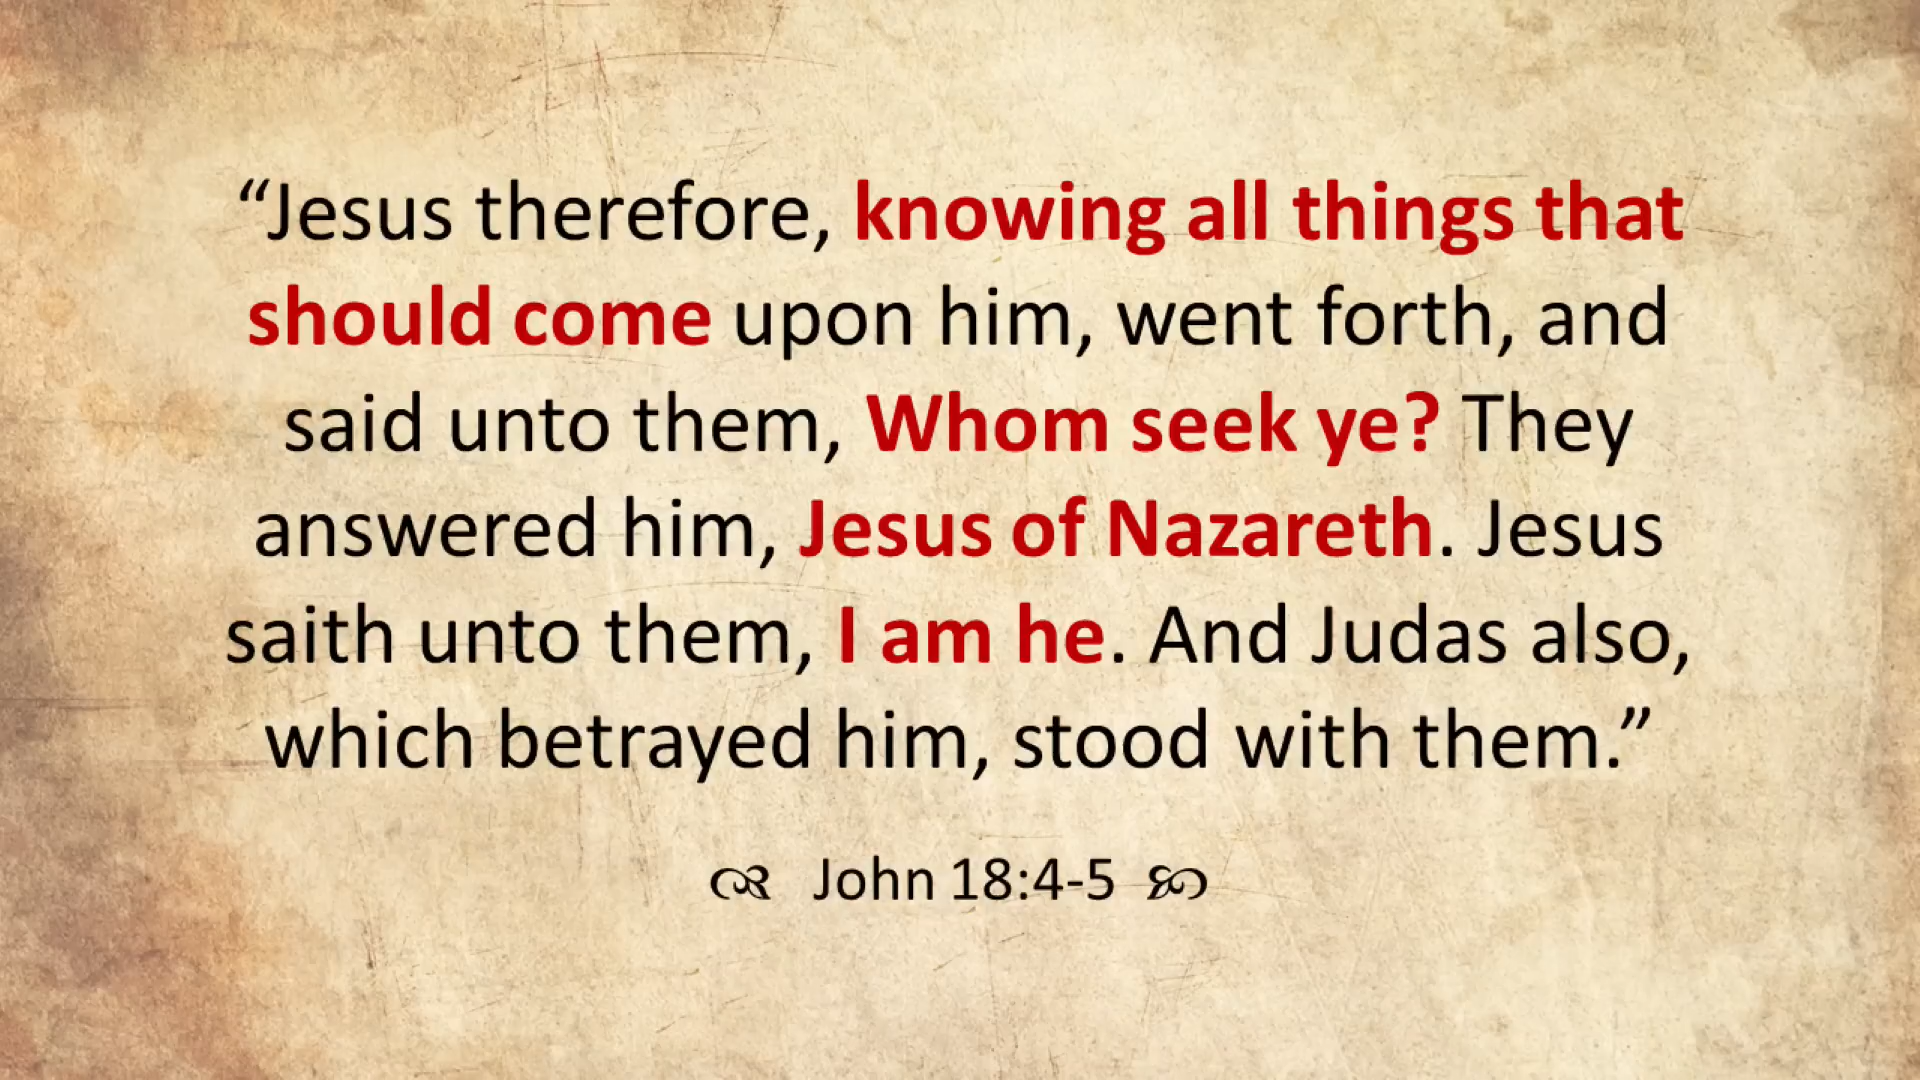 “Jesus therefore, knowing all things that
should come upon him, went forth, and
said unto them, Whom seek ye? They
answered him, Jesus of Nazareth. Jesus
saith unto them, I am he. And Judas also,
which betrayed him, stood with them.”
John 18:4-5